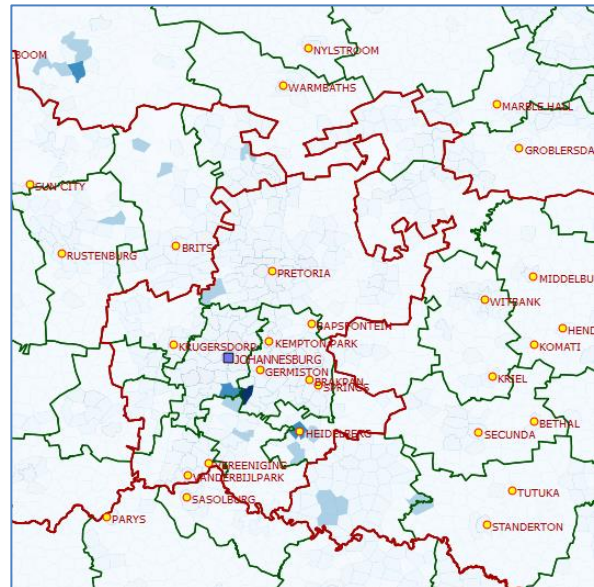 NYLSTROOM
BOOM
WARMBATHS
MARBLE HALL
GROBLERSDA
SUN CITY
RUSTENBURG
BRITS
PRETORIA
MIDDELBU
WITBANK
BAPSFONTEIN
HEND
KRUGERSDORP
KEMPTON PARK
KOMATI
JOHANNESBURG
GERMISTON
BRAKPAN
SPRINGS
KRIEL
HEIDELBERG
BETHAL
SECUNDA
VEREENIGING
VANDERBIJLPARK
SASOLBURG
TUTUKA
PARYS
STANDERTON